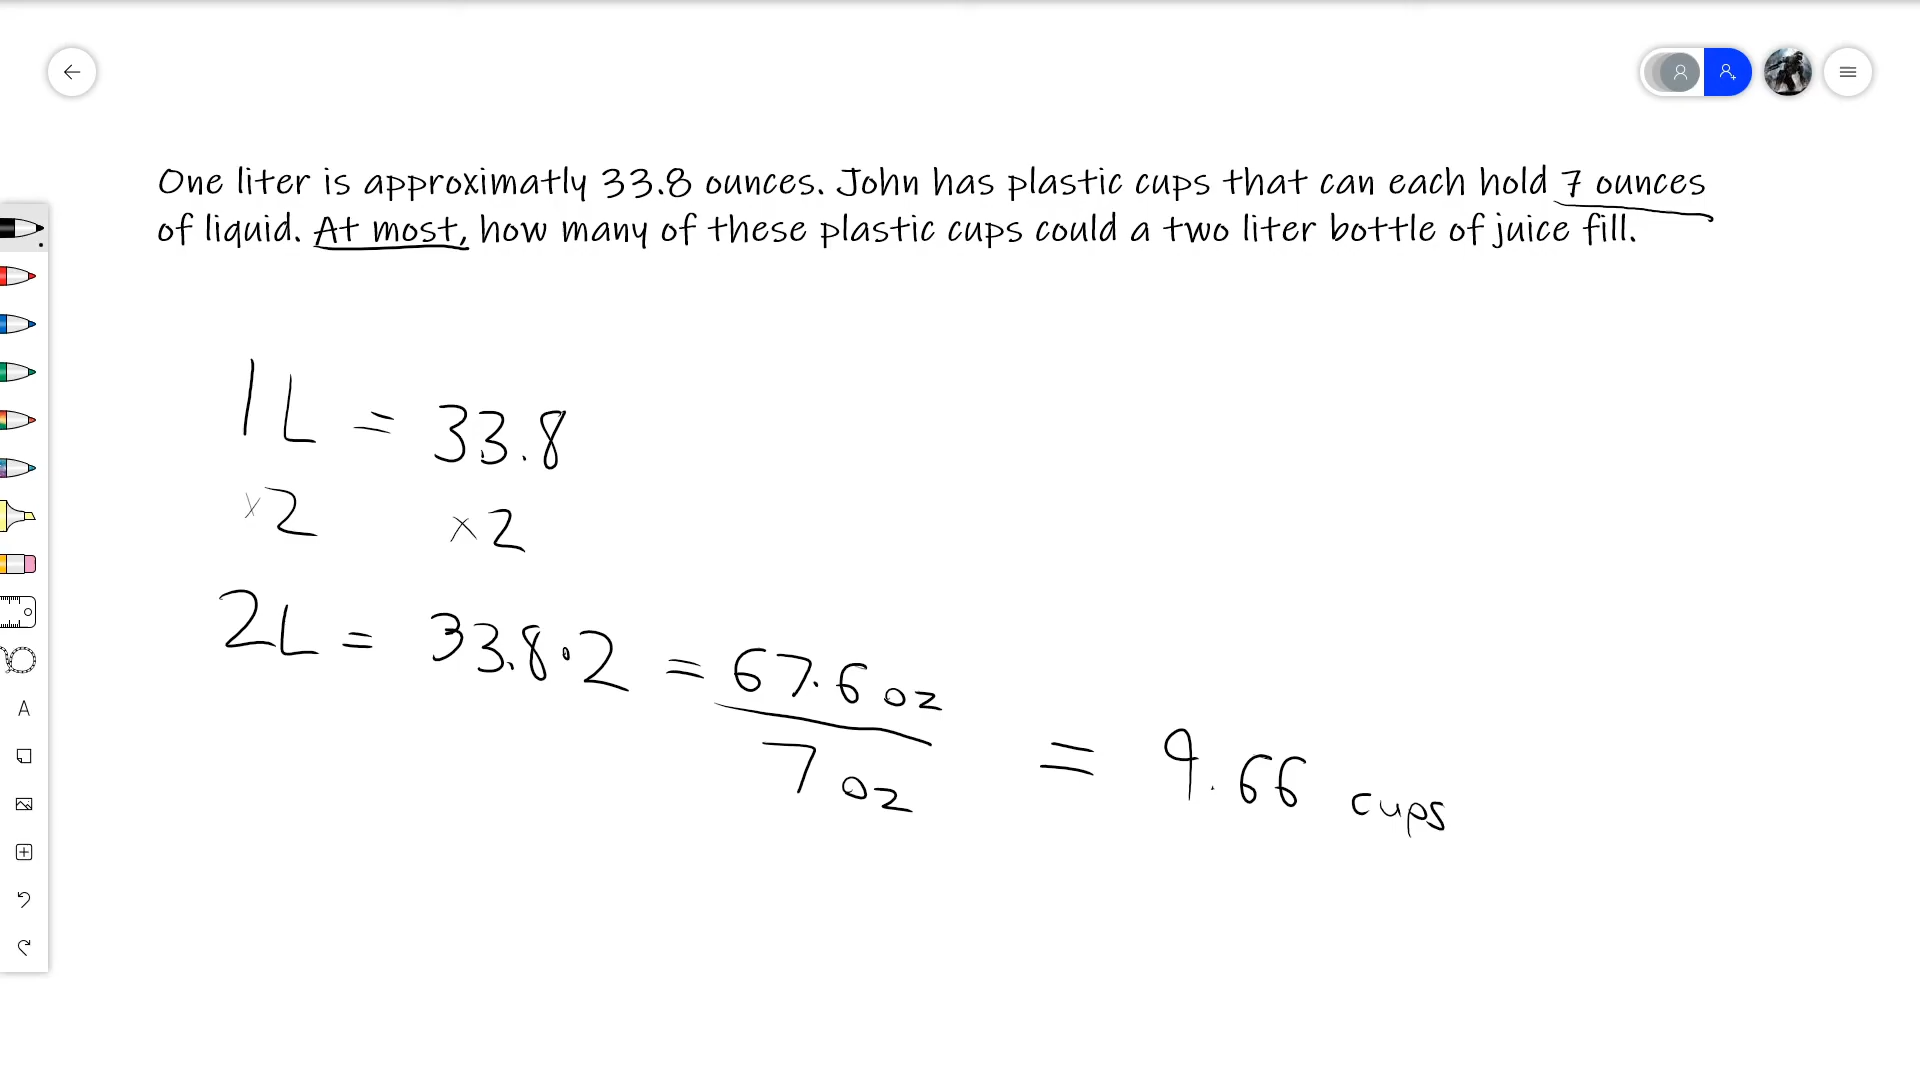 One liter is approximatly 33.8 ounces. John has plastic cups that can each hold 7 ounces
of liquid. At most, how many of these plastic cups could a two liter bottle of juice fill.
1L = 33.8
×2 ×2
2L = 33.8·2 = 67.6 oz
7 oz
= 9.66 cups
A